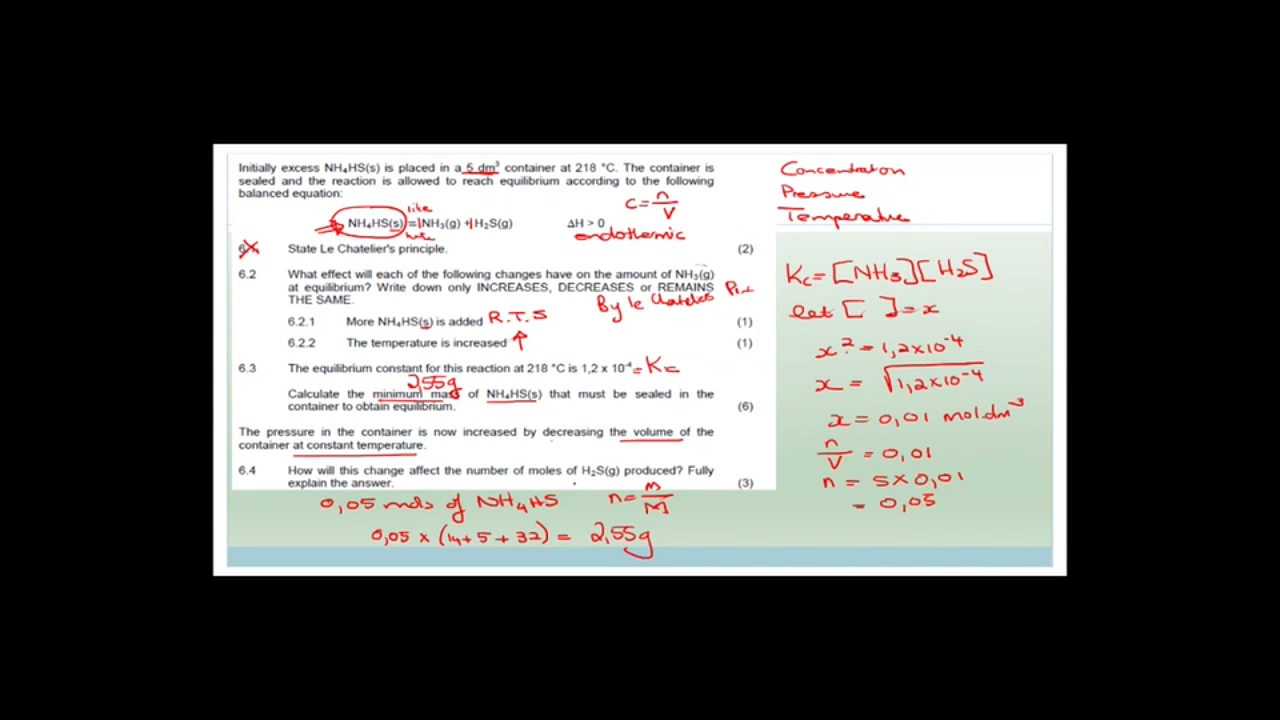 Initially excess NH₄HS(s) is placed in a 5 dm³ container at 218 °C. The container is
sealed and the reaction is allowed to reach equilibrium according to the following
balanced equation:
like
C = n/V
NH₄HS(s) ⇌ 1NH₃(g) + 1H₂S(g) ΔH > 0
hate
endothermic
State Le Chatelier's principle. (2)
6.2 What effect will each of the following changes have on the amount of NH₃(g)
at equilibrium? Write down only INCREASES, DECREASES or REMAINS
THE SAME.
By le Chatelier
6.2.1 More NH₄HS(s) is added R.T.S (1)
6.2.2 The temperature is increased ↑ (1)
6.3 The equilibrium constant for this reaction at 218 °C is 1,2 x 10⁻⁴ = Kc
2,55g
Calculate the minimum mass of NH₄HS(s) that must be sealed in the
container to obtain equilibrium. (6)
The pressure in the container is now increased by decreasing the volume of the
container at constant temperature.
6.4 How will this change affect the number of moles of H₂S(g) produced? Fully
explain the answer. (3)
0,05 mols of NH₄HS n = m/M
0,05 × (14+5+32) = 2,55g
Concentration
Pressure
Temperature
Kc = [NH₃][H₂S]
let [ ] = x
x² = 1,2×10⁻⁴
x = √1,2×10⁻⁴
x = 0,01 mol.dm⁻³
n/V = 0,01
n = 5×0,01
= 0,05